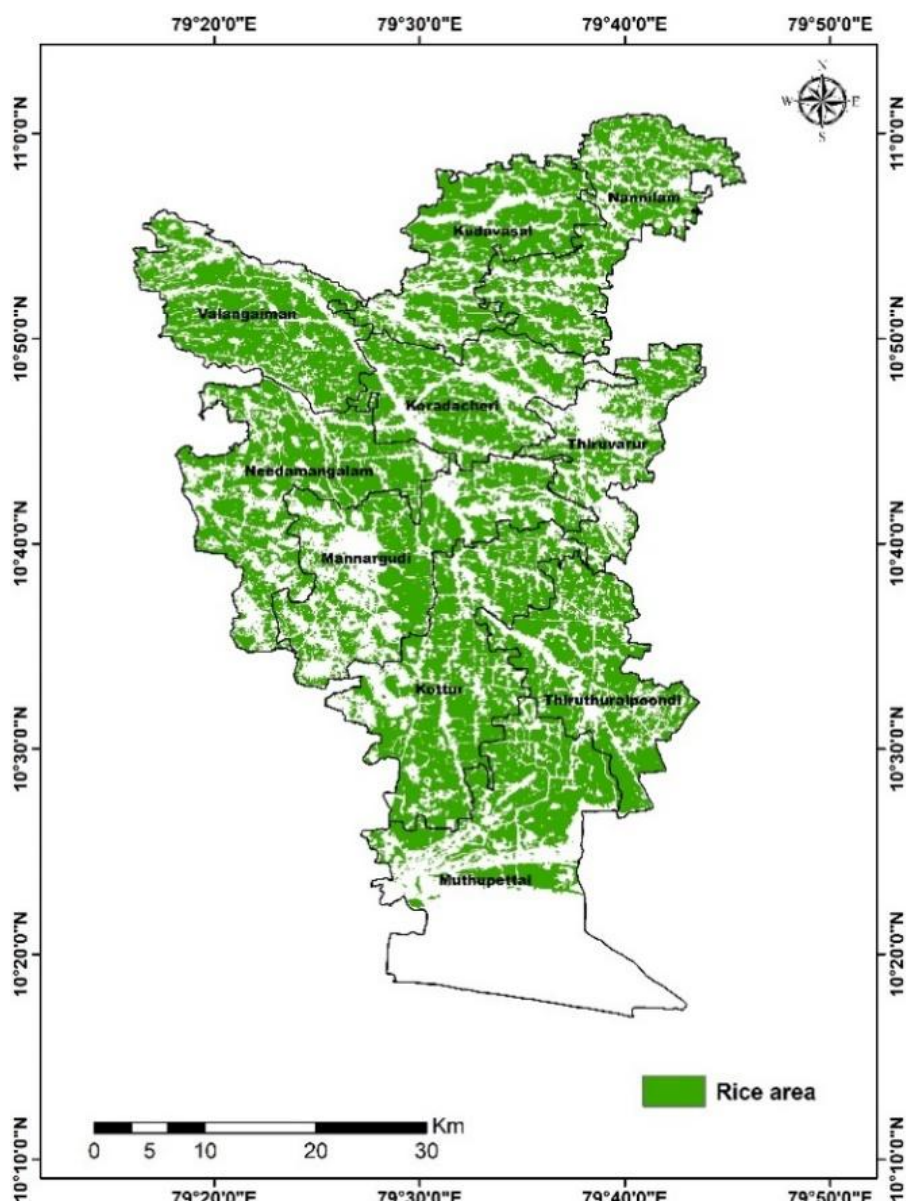 79°20'0"E 79°30'0"E 79°40'0"E 79°50'0"E
N
W E
S
11°0'0"N 11°0'0"N
Nannilam
Kudavasal
Valangaiman
10°50'0"N 10°50'0"N
Koradacheri
Thiruvarur
Needamangalam
10°40'0"N 10°40'0"N
Mannargudi
Kottur
Thiruthuraipoondi
10°30'0"N 10°30'0"N
Muthupettai
10°20'0"N 10°20'0"N
Rice area
Km
0 5 10 20 30
10°10'0"N 10°10'0"N
79°20'0"E 79°30'0"E 79°40'0"E 79°50'0"E